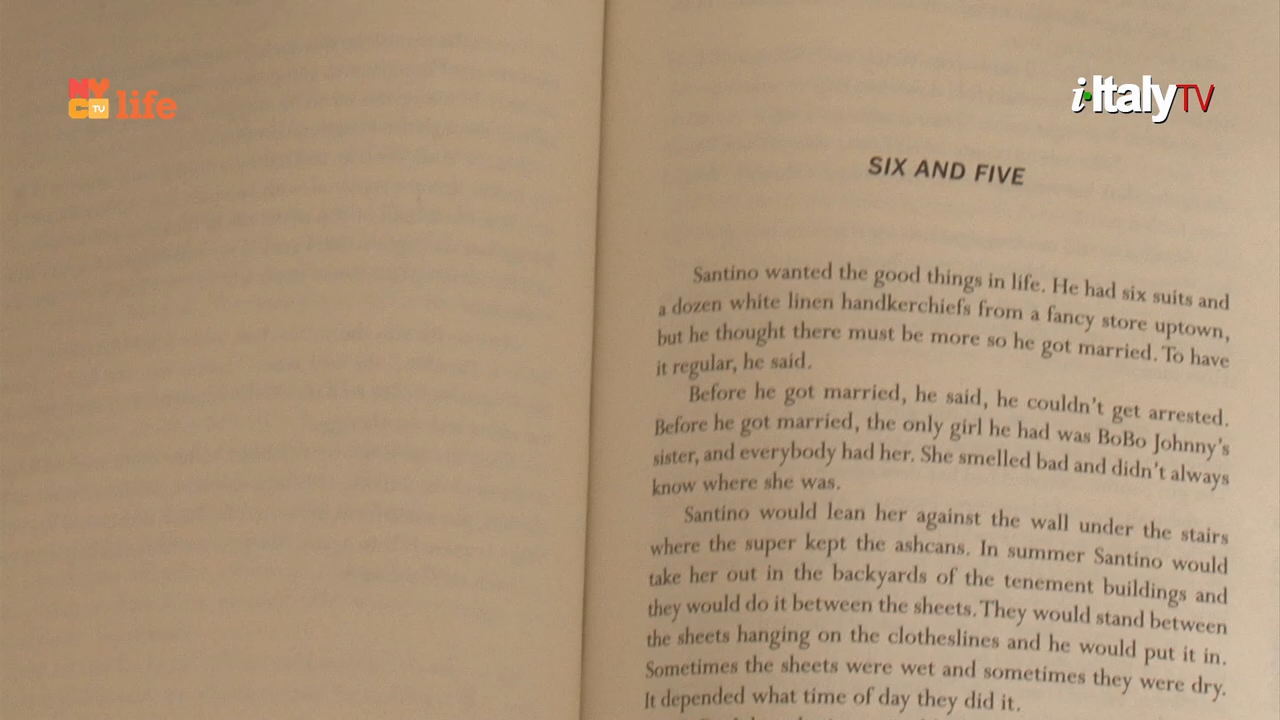 NYC TV life
i·ItalyTV
SIX AND FIVE
Santino wanted the good things in life. He had six suits and
a dozen white linen handkerchiefs from a fancy store uptown,
but he thought there must be more so he got married. To have
it regular, he said.
Before he got married, he said, he couldn't get arrested.
Before he got married, the only girl he had was BoBo Johnny's
sister, and everybody had her. She smelled bad and didn't always
know where she was.
Santino would lean her against the wall under the stairs
where the super kept the ashcans. In summer Santino would
take her out in the backyards of the tenement buildings and
they would do it between the sheets. They would stand between
the sheets hanging on the clotheslines and he would put it in.
Sometimes the sheets were wet and sometimes they were dry.
It depended what time of day they did it.